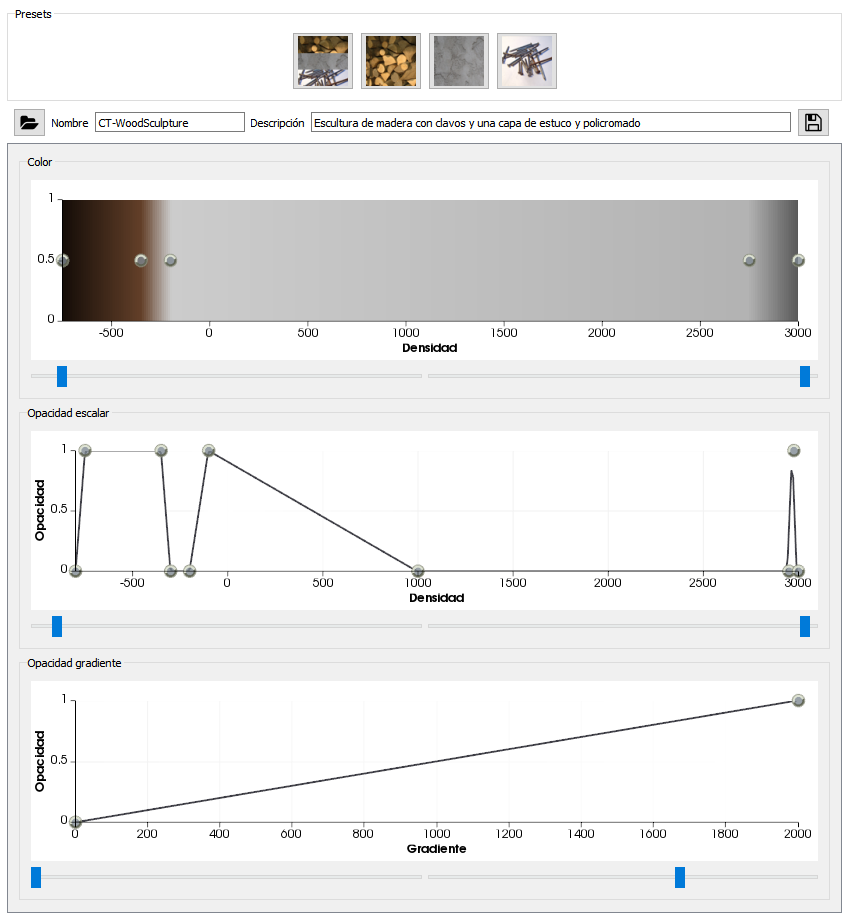 Presets
Nombre CT-WoodSculpture Descripción Escultura de madera con clavos y una capa de estuco y policromado
Color
1
0.5
0
-500 0 500 1000 1500 2000 2500 3000
Densidad
Opacidad escalar
1
0.5
0
Opacidad
-500 0 500 1000 1500 2000 2500 3000
Densidad
Opacidad gradiente
1
0.5
0
Opacidad
0 200 400 600 800 1000 1200 1400 1600 1800 2000
Gradiente